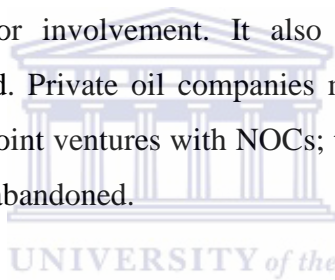 or involvement. It also
d. Private oil companies
oint ventures with NOCs;
abandoned.
UNIVERSITY of the